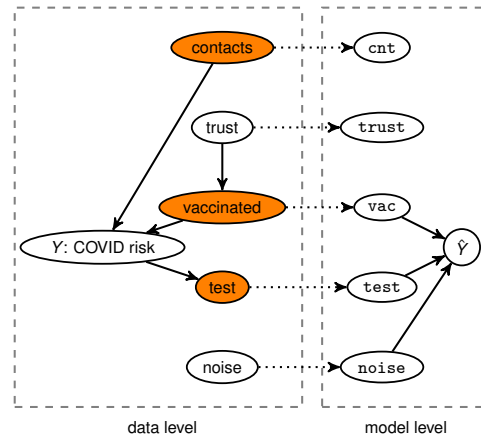 contacts
cnt
trust
trust
vaccinated
vac
Y: COVID risk
Ŷ
test
test
noise
noise
data level
model level